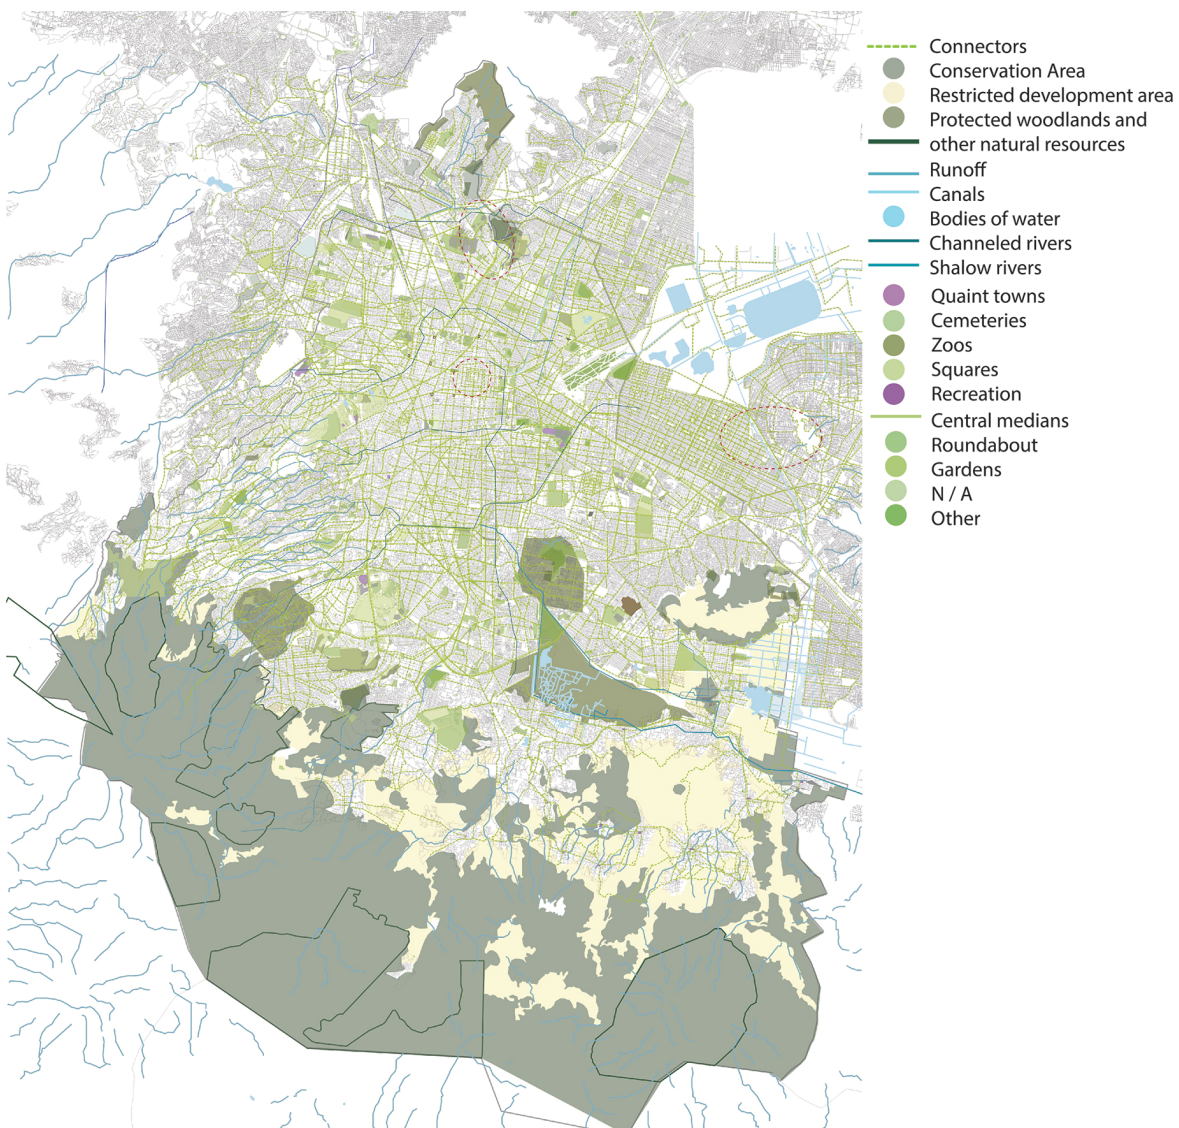 Connectors
Conservation Area
Restricted development area
Protected woodlands and
other natural resources
Runoff
Canals
Bodies of water
Channeled rivers
Shalow rivers
Quaint towns
Cemeteries
Zoos
Squares
Recreation
Central medians
Roundabout
Gardens
N / A
Other